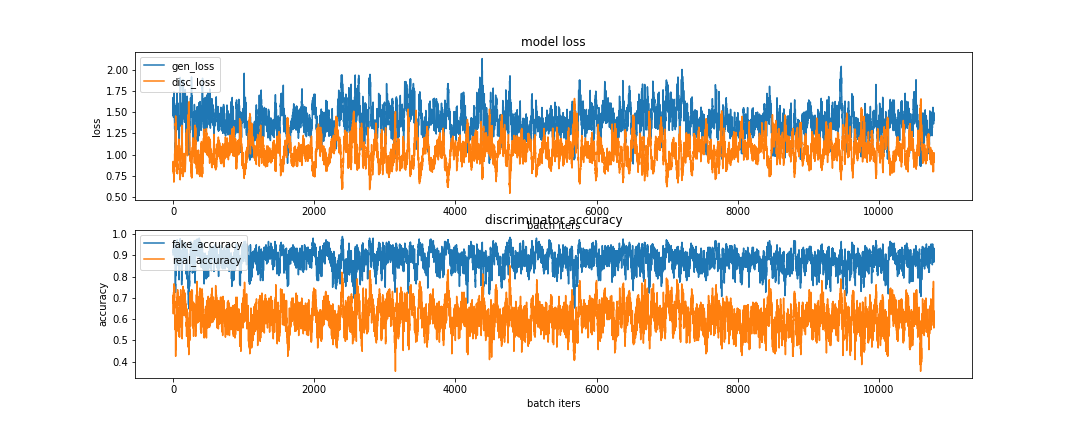 model loss
gen_loss
disc_loss
2.00
1.75
1.50
1.25
1.00
0.75
0.50
loss
0
2000
4000
6000
8000
10000
batch iters
discriminator accuracy
fake_accuracy
real_accuracy
1.0
0.9
0.8
0.7
0.6
0.5
0.4
accuracy
0
2000
4000
6000
8000
10000
batch iters